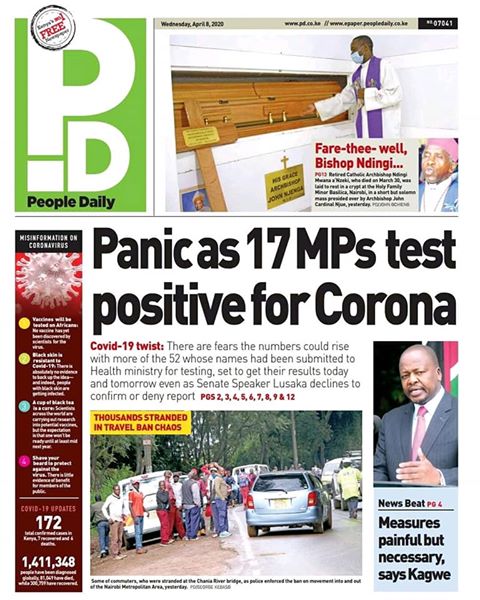 Kenya's no1
FREE
Newspaper
PD
People Daily
Wednesday, April 8, 2020
www.pd.co.ke // www.epaper.peopledaily.co.ke
NO: 07041
HIS GRACE
ARCHBISHOP
JOHN NJENGA
Fare-thee- well,
Bishop Ndingi...
PG13 Retired Catholic Archbishop Ndingi
Mwana a'Nzeki, who died on March 30, was
laid to rest in a crypt at the Holy Family
Minor Basilica, Nairobi, in a short but solemn
mass presided over by Archbishop John
Cardinal Njue, yesterday. PD/JOHN OCHIENG
MISINFORMATION ON
CORONAVIRUS
1 Vaccines will be
tested on Africans:
No vaccine has yet
been discovered by
scientists for the
virus.
2 Black skin is
resistant to
Covid-19: There is
absolutely no evidence
to back up the idea—
and indeed, people
with black skin are
getting infected.
3 A cup of black tea
is a cure: Scientists
across the world are
carrying out research
into potential vaccines,
but the expectation
is that one won't be
ready until at least mid
next year.
4 Shave your
beard to protect
against the
virus. There is little
evidence of benefit
for members of the
public.
COVID-19 UPDATES
172
total confirmed cases in
Kenya, 7 recovered and 6
deaths.
1,411,348
people have been diagnosed
globally, 81,049 have died,
while 300,759 have recovered.
Panic as 17 MPs test
positive for Corona
Covid-19 twist: There are fears the numbers could rise
with more of the 52 whose names had been submitted to
Health ministry for testing, set to get their results today
and tomorrow even as Senate Speaker Lusaka declines to
confirm or deny report PGS 2, 3, 4, 5, 6, 7, 8, 9 & 12
THOUSANDS STRANDED
IN TRAVEL BAN CHAOS
Some of commuters, who were stranded at the Chania River bridge, as police enforced the ban on movement into and out
of the Nairobi Metropolitan Area, yesterday. PD/GEORGE KEBASO
News Beat PG 4
Measures
painful but
necessary,
says Kagwe